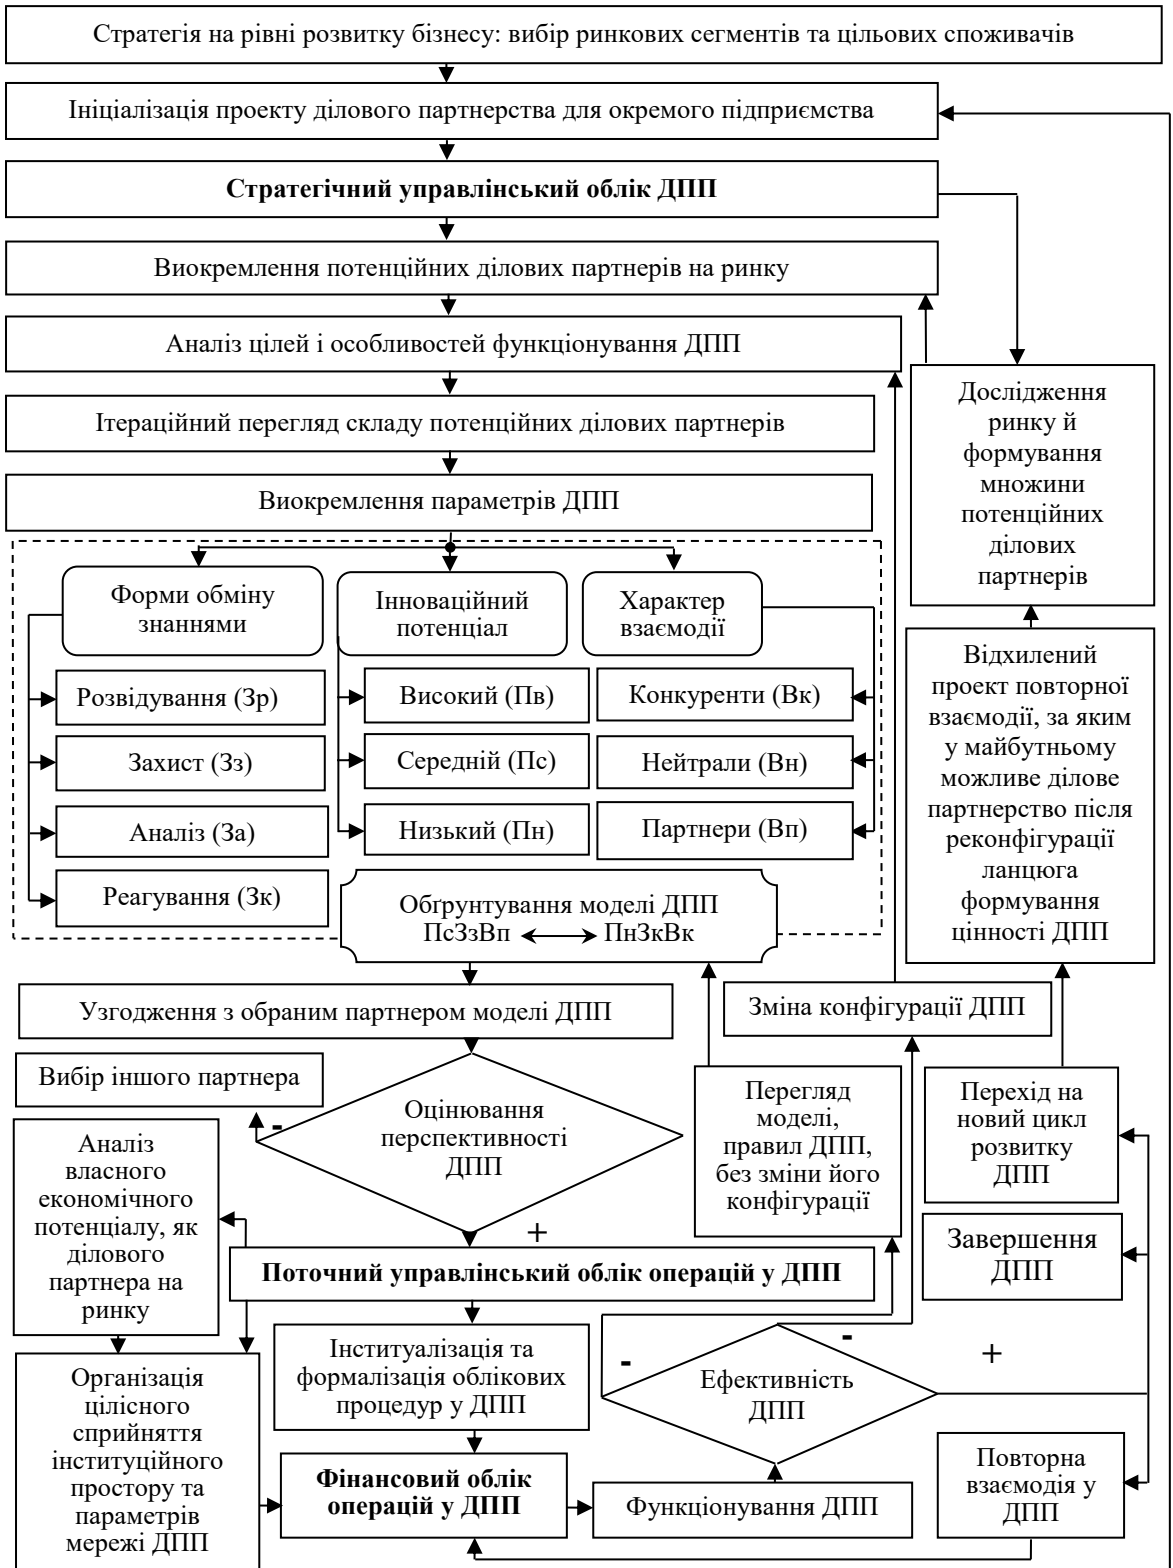 Стратегія на рівні розвитку бізнесу: вибір ринкових сегментів та цільових споживачів
Ініціалізація проекту ділового партнерства для окремого підприємства
Стратегічний управлінський облік ДПП
Виокремлення потенційних ділових партнерів на ринку
Аналіз цілей і особливостей функціонування ДПП
Ітераційний перегляд складу потенційних ділових партнерів
Виокремлення параметрів ДПП
Дослідження
ринку й
формування
множини
потенційних
ділових
партнерів
Форми обміну
знаннями
Інноваційний
потенціал
Характер
взаємодії
Розвідування (Зр)
Захист (Зз)
Аналіз (За)
Реагування (Зк)
Високий (Пв)
Середній (Пс)
Низький (Пн)
Конкуренти (Вк)
Нейтрали (Вн)
Партнери (Вп)
Відхилений
проект повторної
взаємодії, за яким
у майбутньому
можливе ділове
партнерство після
реконфігурації
ланцюга
формування
цінності ДПП
Обґрунтування моделі ДПП
ПсЗзВп ⟷ ПнЗкВк
Узгодження з обраним партнером моделі ДПП
Зміна конфігурації ДПП
Вибір іншого партнера
-
Оцінювання
перспективності
ДПП
+
Перегляд
моделі,
правил ДПП,
без зміни його
конфігурації
Перехід на
новий цикл
розвитку
ДПП
Аналіз
власного
економічного
потенціалу, як
ділового
партнера на
ринку
Завершення
ДПП
Поточний управлінський облік операцій у ДПП
Інституалізація та
формалізація облікових
процедур у ДПП
-
-
+
Ефективність
ДПП
Організація
цілісного
сприйняття
інституційного
простору та
параметрів
мережі ДПП
Фінансовий облік
операцій у ДПП
Функціонування ДПП
Повторна
взаємодія у
ДПП